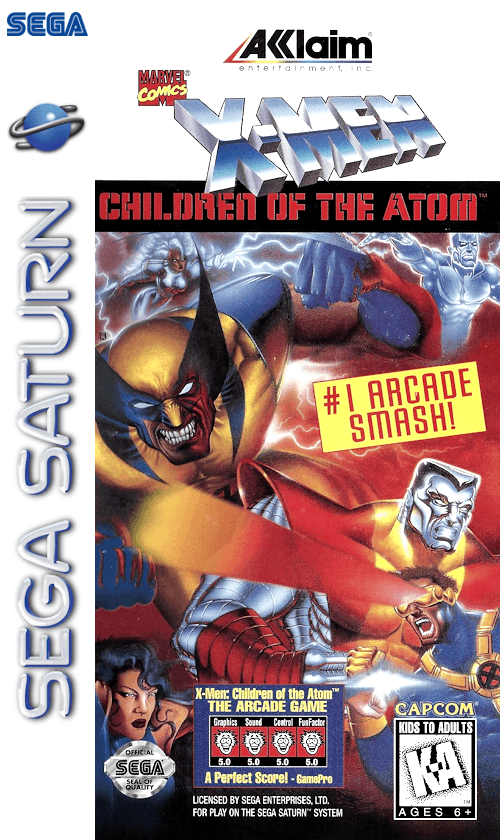 SEGA
AKklaim®
entertainment, inc.
MARVEL®
COMICS
X-MEN
CHILDREN OF THE ATOM™
SEGA SATURN
#1 ARCADE
SMASH!
X-Men: Children of the Atom™
THE ARCADE GAME
Graphics Sound Control FunFactor
5.0 5.0 5.0 5.0
A Perfect Score! - GamePro
OFFICIAL
SEGA
SEAL OF
QUALITY
LICENSED BY SEGA ENTERPRISES, LTD.
FOR PLAY ON THE SEGA SATURN™ SYSTEM
CAPCOM®
KIDS TO ADULTS
K-A
™
AGES 6+